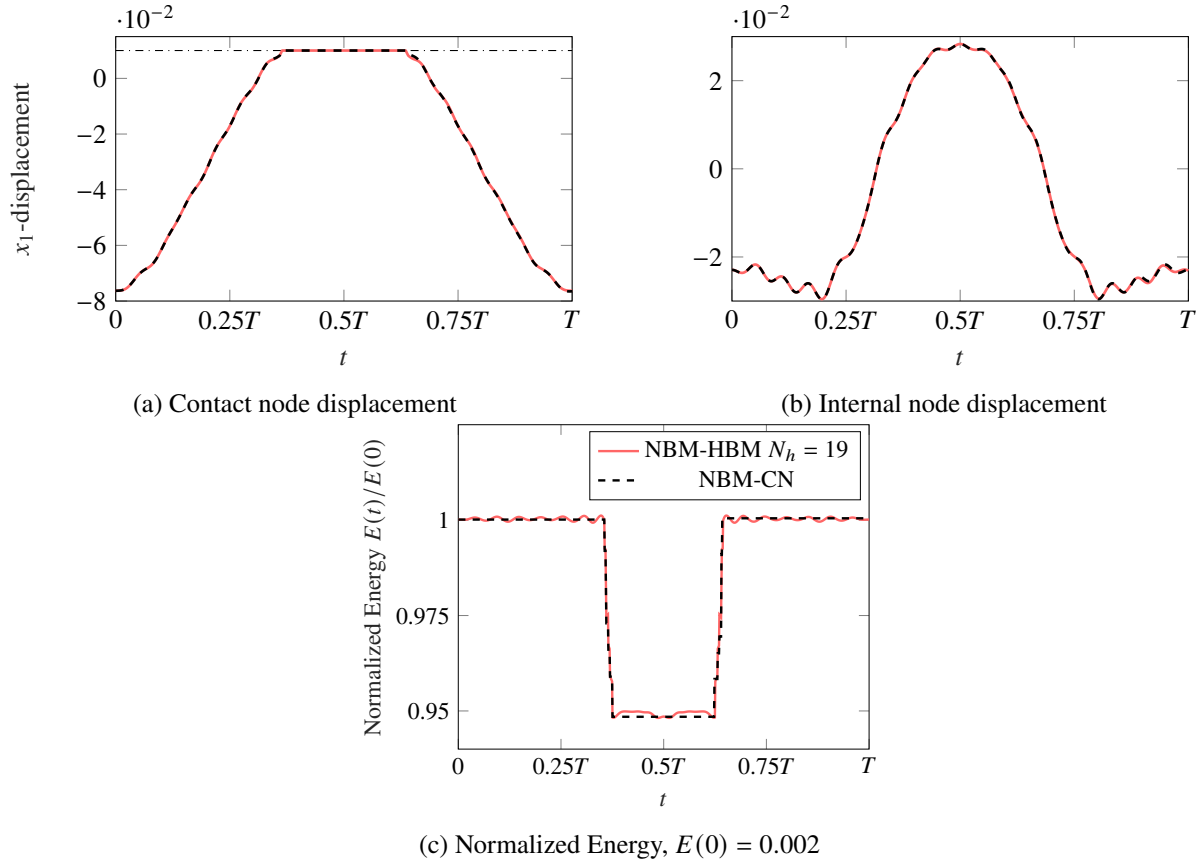 ·10⁻²
0
−2
−4
−6
−8
x₁-displacement
0 0.25T 0.5T 0.75T T
t
(a) Contact node displacement
·10⁻²
2
0
−2
0 0.25T 0.5T 0.75T T
t
(b) Internal node displacement
Normalized Energy E(t)/E(0)
1
0.975
0.95
NBM-HBM Nₕ = 19
NBM-CN
0 0.25T 0.5T 0.75T T
t
(c) Normalized Energy, E(0) = 0.002